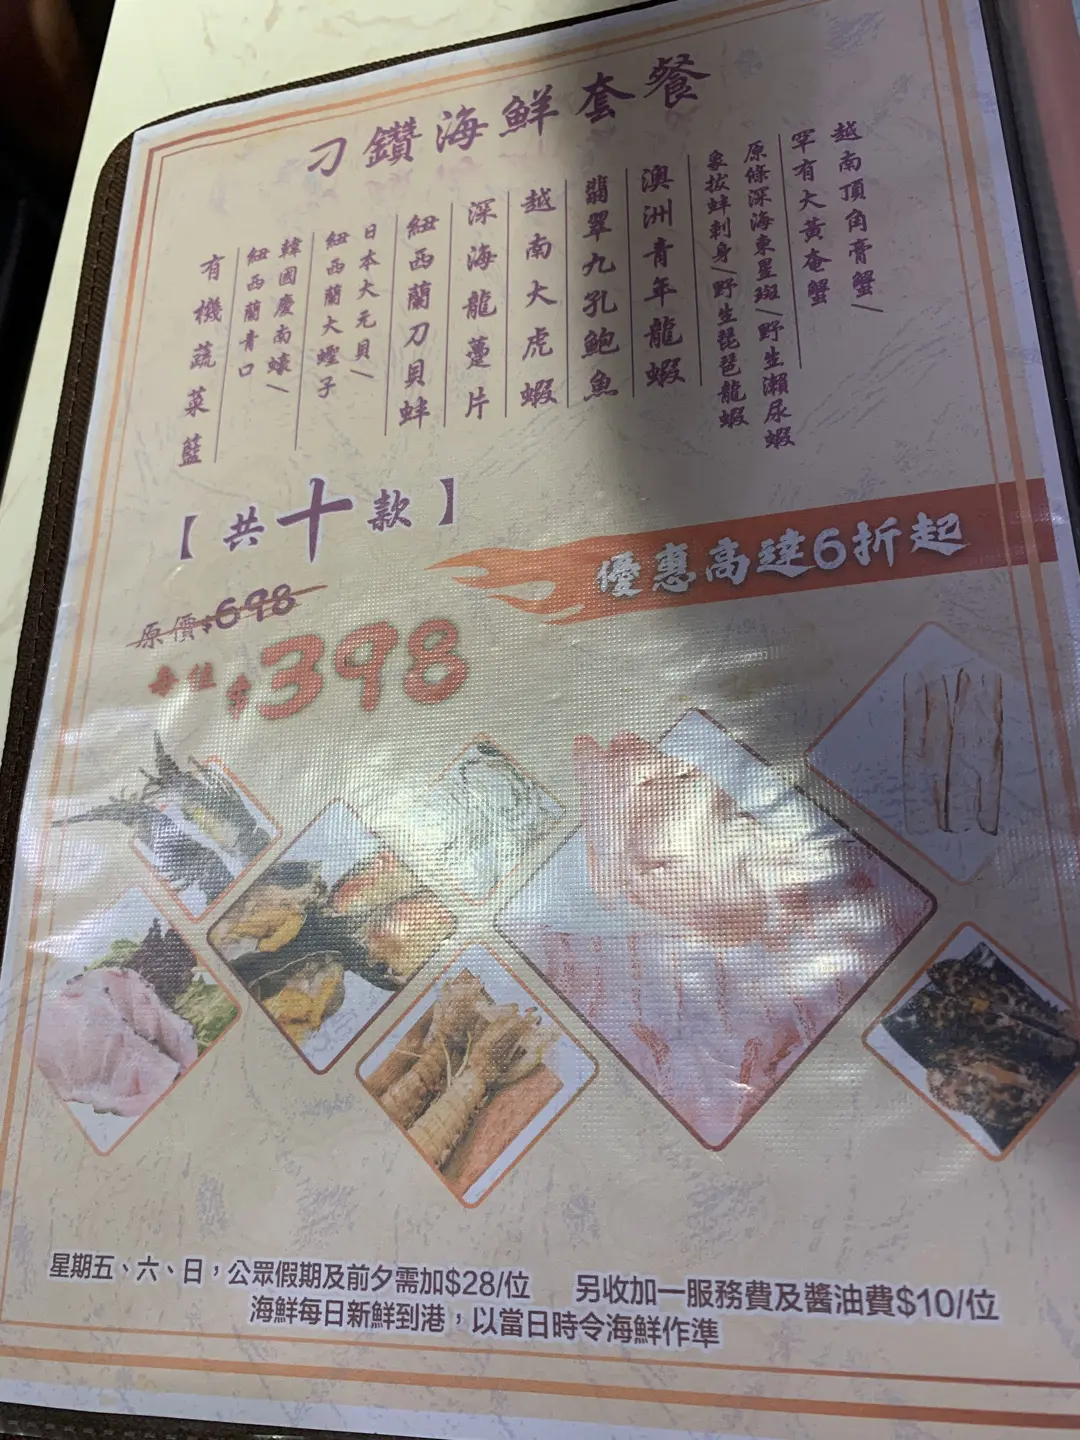 刁鑽海鮮套餐
越南頂角膏蟹/
罕有大黃奄蟹
原條深海東星斑/野生瀨尿蝦
象拔蚌刺身/野生琵琶龍蝦
澳洲青年龍蝦
翡翠九孔鮑魚
越南大虎蝦
深海龍躉片
紐西蘭刀貝蚌
日本大元貝/
紐西蘭大蟶子
韓國慶南蠔/
紐西蘭青口
有機蔬菜籃
【共十款】
優惠高達6折起
原價$698
每位$398
星期五、六、日，公眾假期及前夕需加$28/位 另收加一服務費及醬油費$10/位
海鮮每日新鮮到港，以當日時令海鮮作準